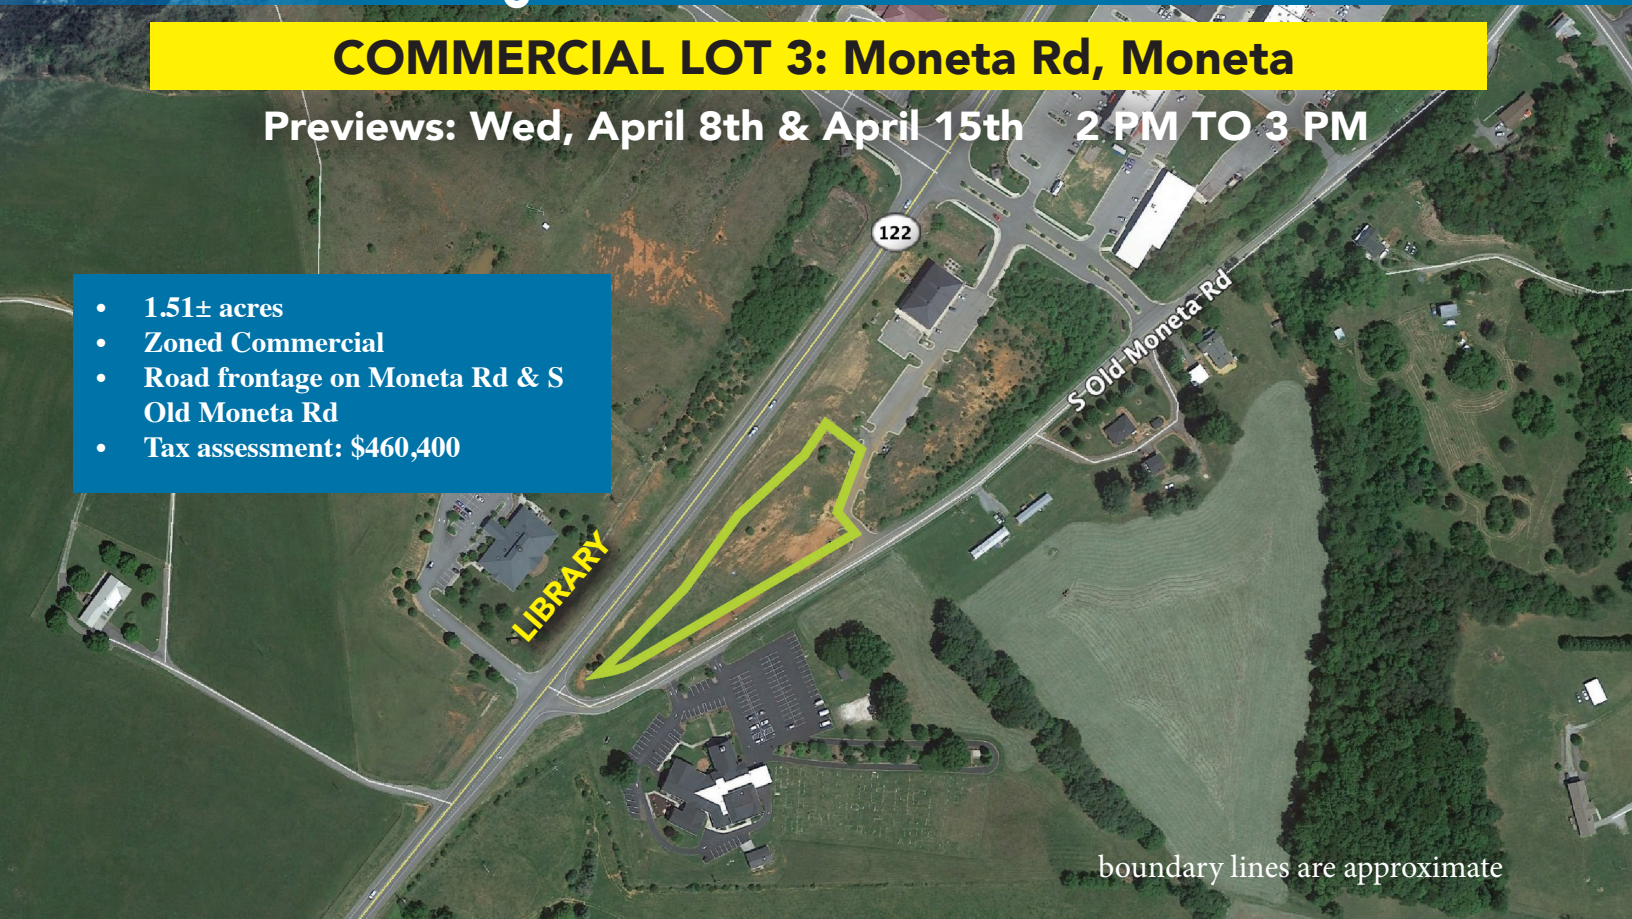 COMMERCIAL LOT 3: Moneta Rd, Moneta
Previews: Wed, April 8th & April 15th 2 PM TO 3 PM
122
• 1.51± acres
• Zoned Commercial
• Road frontage on Moneta Rd & S
Old Moneta Rd
• Tax assessment: $460,400
S Old Moneta Rd
LIBRARY
boundary lines are approximate